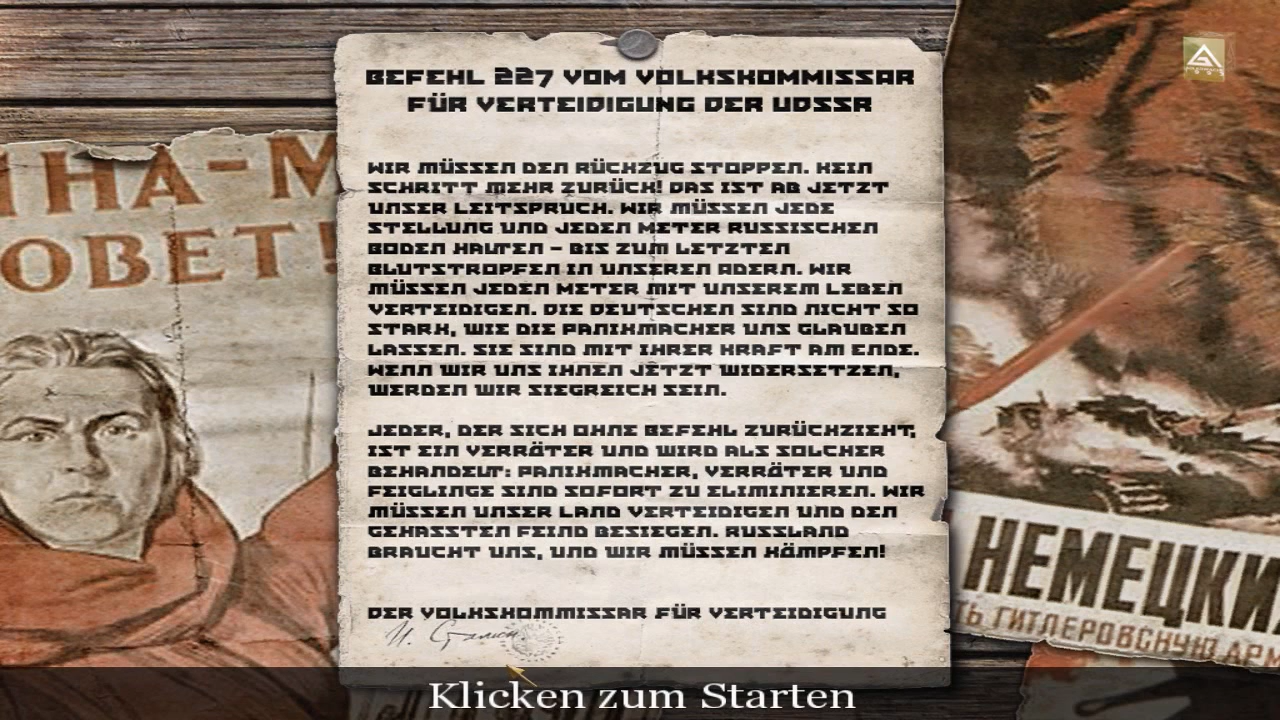 BEFEHL 227 VOM VOLKSKOMMISSAR
FÜR VERTEIDIGUNG DER UDSSR
WIR MÜSSEN DEN RÜCKZUG STOPPEN. KEIN
SCHRITT MEHR ZURÜCK! DAS IST AB JETZT
UNSER LEITSPRUCH. WIR MÜSSEN JEDE
STELLUNG UND JEDEN METER RUSSISCHEN
BODEN HALTEN – BIS ZUM LETZTEN
BLUTSTROPFEN IN UNSEREN ADERN. WIR
MÜSSEN JEDEN METER MIT UNSEREM LEBEN
VERTEIDIGEN. DIE DEUTSCHEN SIND NICHT SO
STARK, WIE DIE PANIKMACHER UNS GLAUBEN
LASSEN. SIE SIND MIT IHRER KRAFT AM ENDE.
WENN WIR UNS IHNEN JETZT WIDERSETZEN,
WERDEN WIR SIEGREICH SEIN.
JEDER, DER SICH OHNE BEFEHL ZURÜCKZIEHT,
IST EIN VERRÄTER UND WIRD ALS SOLCHER
BEHANDELT: PANIKMACHER, VERRÄTER UND
FEIGLINGE SIND SOFORT ZU ELIMINIEREN. WIR
MÜSSEN UNSER LAND VERTEIDIGEN UND DEN
GEHASSTEN FEIND BESIEGEN. RUSSLAND
BRAUCHT UNS, UND WIR MÜSSEN KÄMPFEN!
DER VOLKSKOMMISSAR FÜR VERTEIDIGUNG
И. Сталин
Klicken zum Starten
ИНА-М
ОВЕТ!
НЕМЕЦКИ
ТЬ ГИТЛЕРОВСКУЮ АРМ